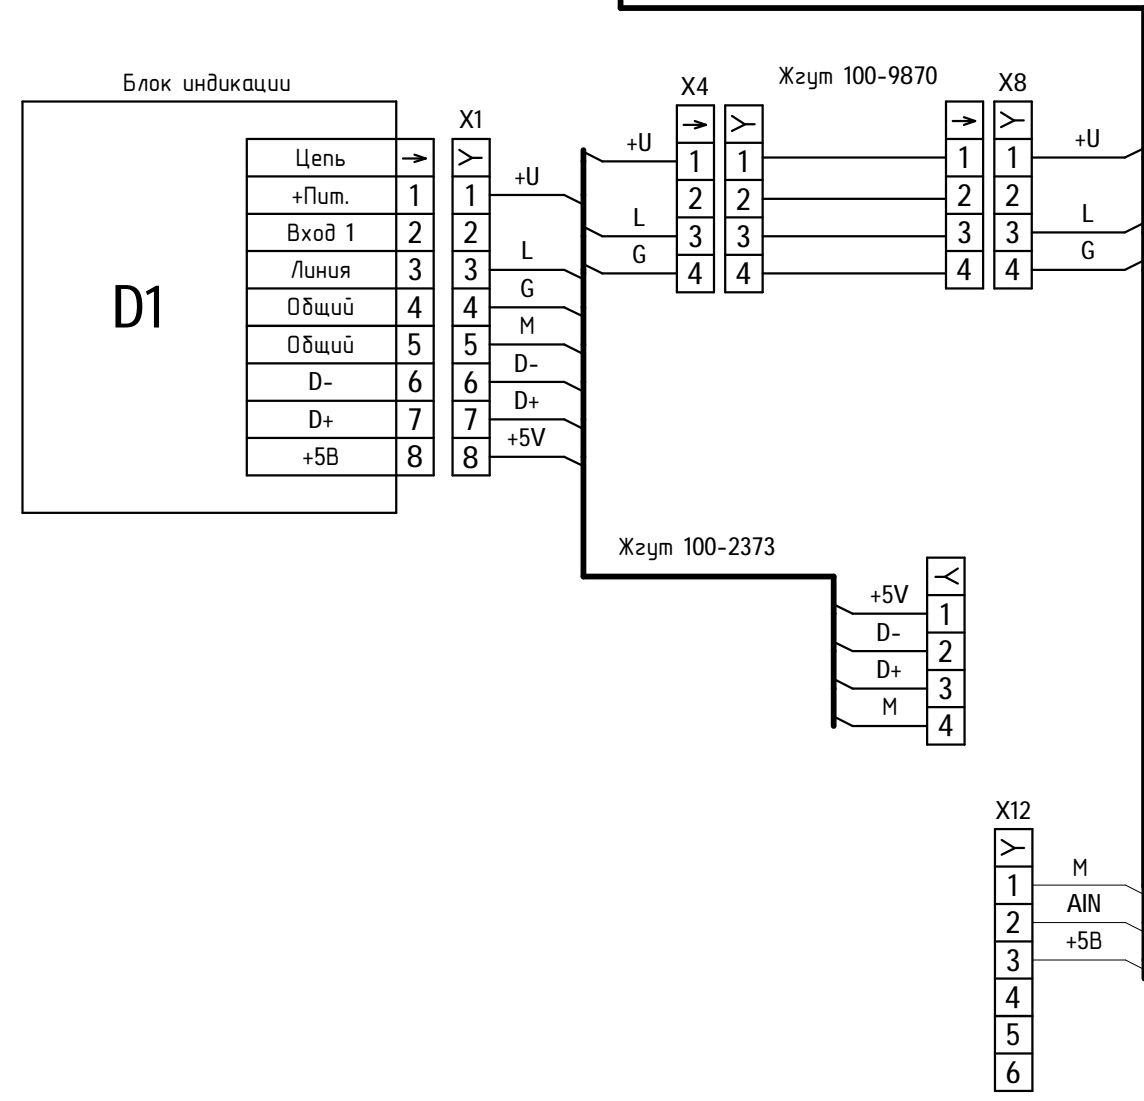 Блок индикации
D1
Цепь
+Пит. 1
Вход 1 2
Линия 3
Общий 4
Общий 5
D- 6
D+ 7
+5В 8
X1
1 +U
2
3 L
4 G
5 M
6 D-
7 D+
8 +5V
X4
+U 1
2
L 3
G 4
Жгут 100-9870
1
2
3
4
1
2
3
4
X8
1 +U
2
3 L
4 G
Жгут 100-2373
+5V 1
D- 2
D+ 3
M 4
X12
1 M
2 AIN
3 +5В
4
5
6